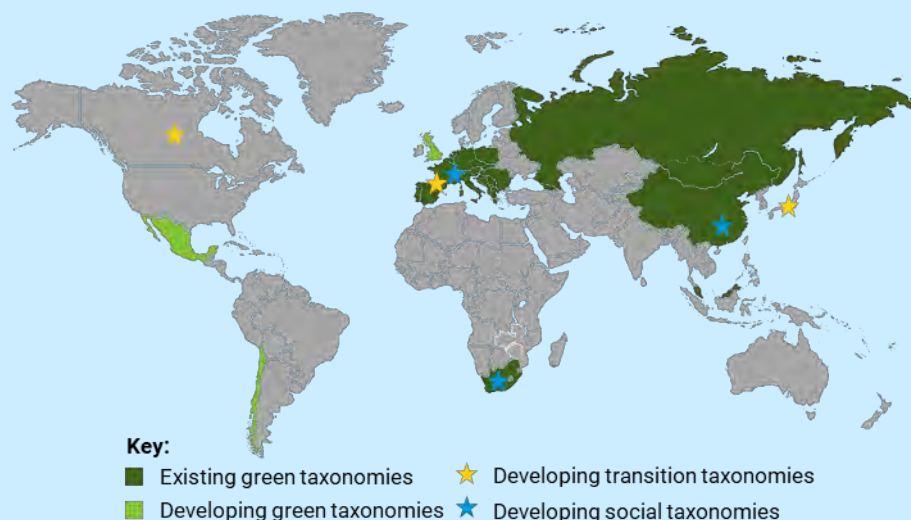 Key:
Existing green taxonomies
Developing transition taxonomies
Developing green taxonomies
Developing social taxonomies